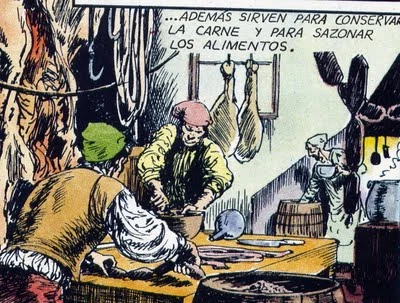 ...ADEMÁS SIRVEN PARA CONSERVAR
LA CARNE Y PARA SAZONAR
LOS ALIMENTOS.